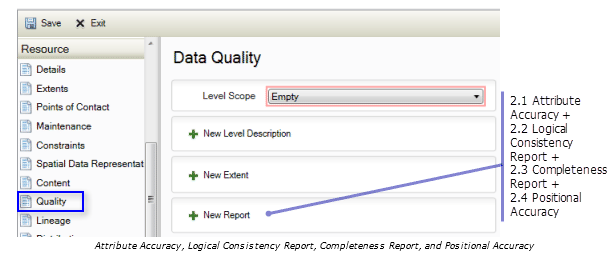 Save Exit
Resource
Details
Extents
Points of Contact
Maintenance
Constraints
Spatial Data Representat
Content
Quality
Lineage
Data Quality
Level Scope Empty
New Level Description
New Extent
New Report
2.1 Attribute
Accuracy +
2.2 Logical
Consistency
Report +
2.3 Completeness
Report +
2.4 Positional
Accuracy
Attribute Accuracy, Logical Consistency Report, Completeness Report, and Positional Accuracy